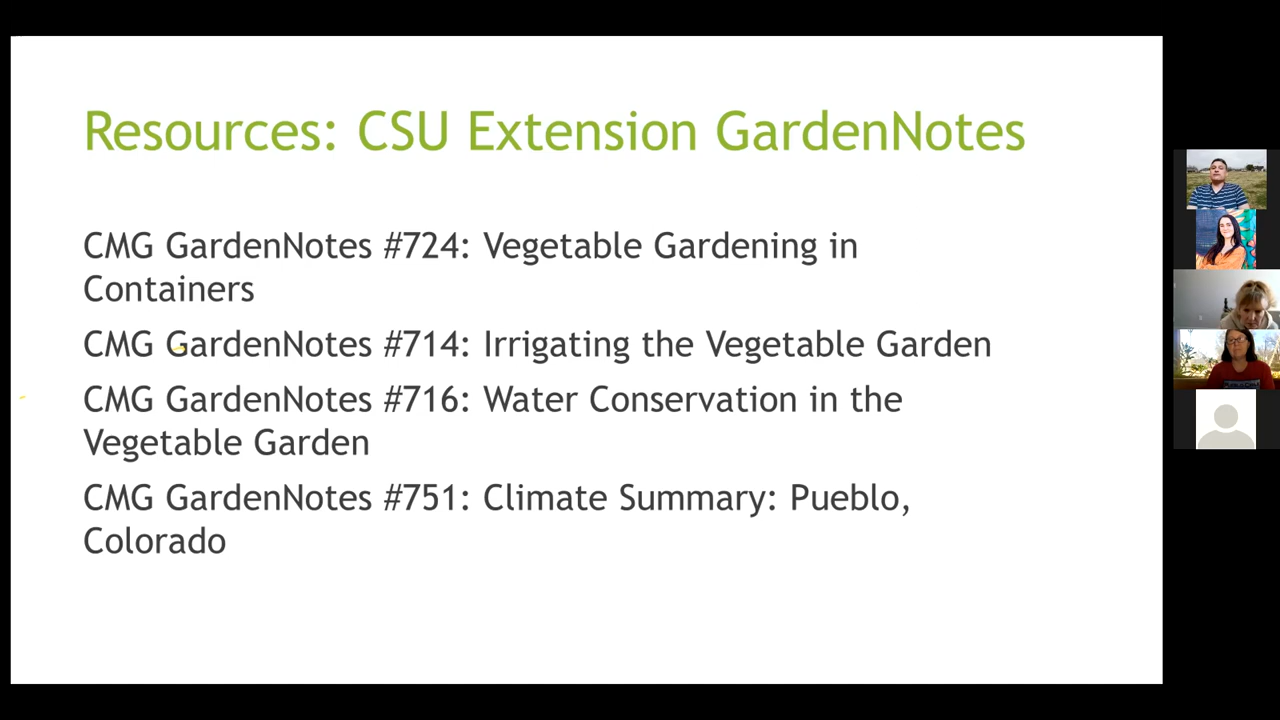 Resources: CSU Extension GardenNotes
CMG GardenNotes #724: Vegetable Gardening in
Containers
CMG GardenNotes #714: Irrigating the Vegetable Garden
CMG GardenNotes #716: Water Conservation in the
Vegetable Garden
CMG GardenNotes #751: Climate Summary: Pueblo,
Colorado